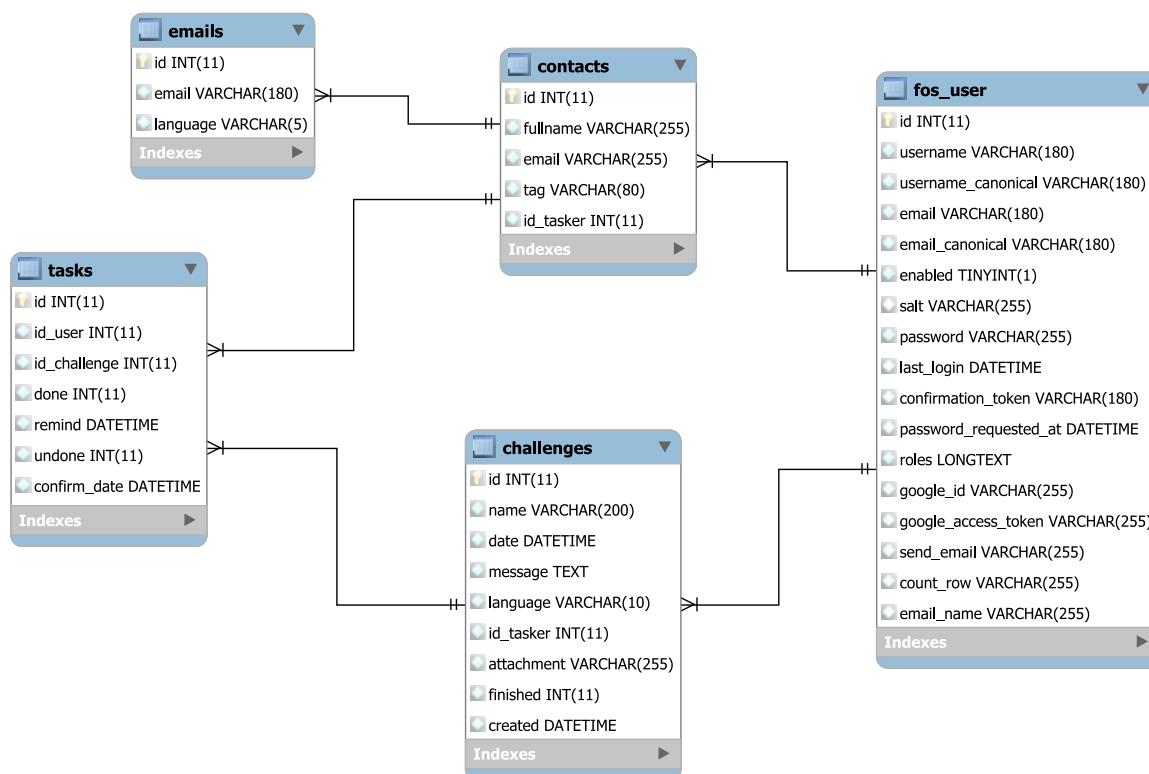 emails
id INT(11)
email VARCHAR(180)
language VARCHAR(5)
Indexes
contacts
id INT(11)
fullname VARCHAR(255)
email VARCHAR(255)
tag VARCHAR(80)
id_tasker INT(11)
Indexes
fos_user
id INT(11)
username VARCHAR(180)
username_canonical VARCHAR(180)
email VARCHAR(180)
email_canonical VARCHAR(180)
enabled TINYINT(1)
salt VARCHAR(255)
password VARCHAR(255)
last_login DATETIME
confirmation_token VARCHAR(180)
password_requested_at DATETIME
roles LONGTEXT
google_id VARCHAR(255)
google_access_token VARCHAR(255)
send_email VARCHAR(255)
count_row VARCHAR(255)
email_name VARCHAR(255)
Indexes
tasks
id INT(11)
id_user INT(11)
id_challenge INT(11)
done INT(11)
remind DATETIME
undone INT(11)
confirm_date DATETIME
Indexes
challenges
id INT(11)
name VARCHAR(200)
date DATETIME
message TEXT
language VARCHAR(10)
id_tasker INT(11)
attachment VARCHAR(255)
finished INT(11)
created DATETIME
Indexes